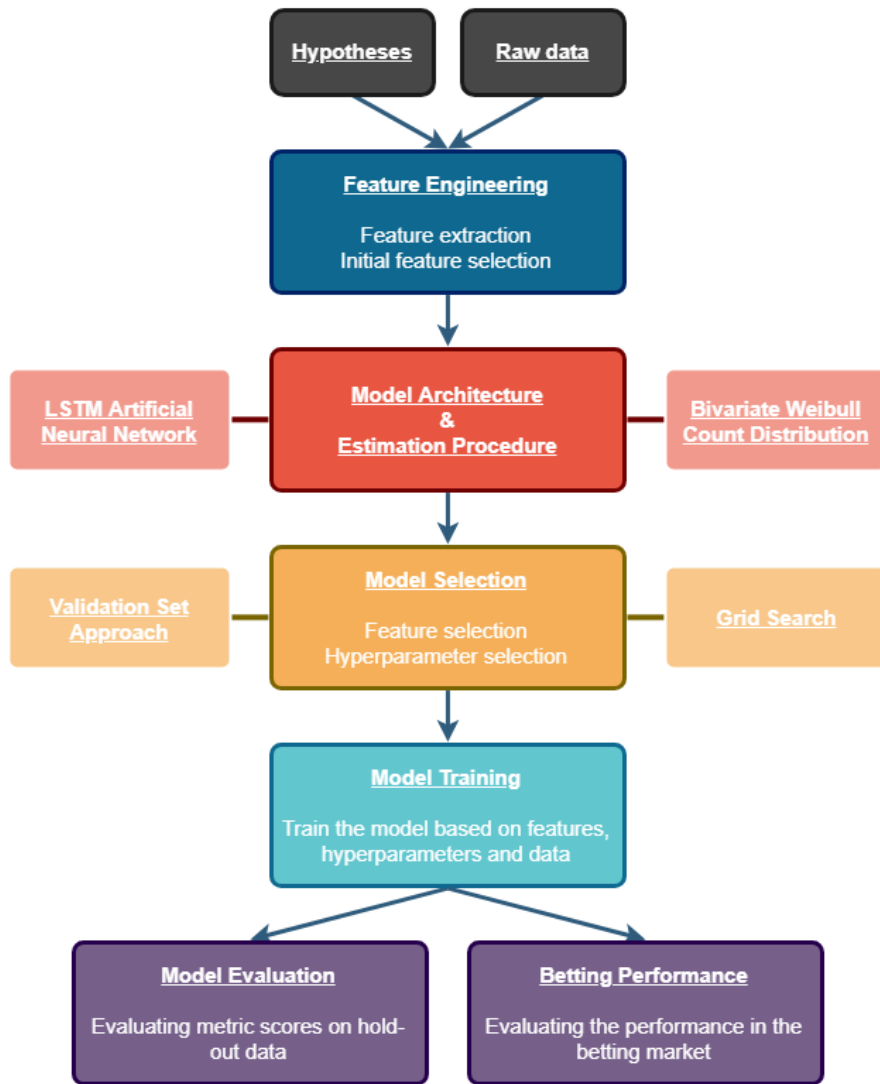 Hypotheses
Raw data
Feature Engineering
Feature extraction
Initial feature selection
LSTM Artificial
Neural Network
Model Architecture
&
Estimation Procedure
Bivariate Weibull
Count Distribution
Validation Set
Approach
Model Selection
Feature selection
Hyperparameter selection
Grid Search
Model Training
Train the model based on features,
hyperparameters and data
Model Evaluation
Evaluating metric scores on hold-
out data
Betting Performance
Evaluating the performance in the
betting market